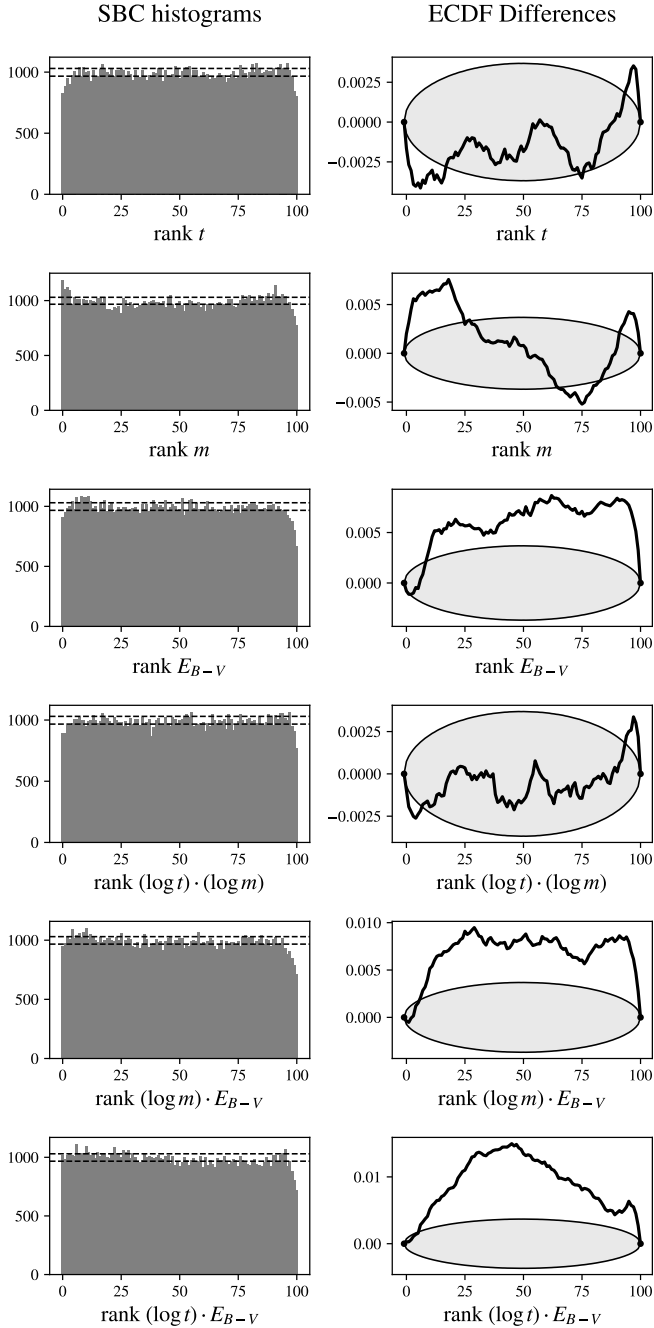 SBC histograms ECDF Differences
1000
500
0
0 25 50 75 100
rank t
0.0025
0.0000
−0.0025
0 25 50 75 100
rank t
1000
500
0
0 25 50 75 100
rank m
0.005
0.000
−0.005
0 25 50 75 100
rank m
1000
500
0
0 25 50 75 100
rank E_{B−V}
0.005
0.000
0 25 50 75 100
rank E_{B−V}
1000
500
0
0 25 50 75 100
rank (log t) · (log m)
0.0025
0.0000
−0.0025
0 25 50 75 100
rank (log t) · (log m)
1000
500
0
0 25 50 75 100
rank (log m) · E_{B−V}
0.010
0.005
0.000
0 25 50 75 100
rank (log m) · E_{B−V}
1000
500
0
0 25 50 75 100
rank (log t) · E_{B−V}
0.01
0.00
0 25 50 75 100
rank (log t) · E_{B−V}